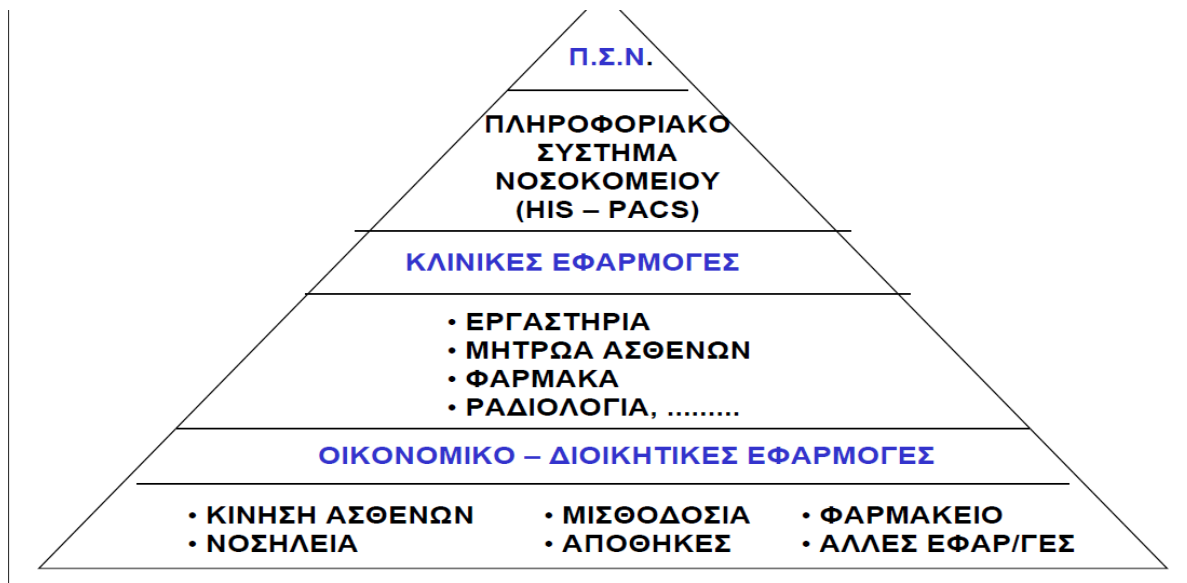 Π.Σ.Ν.
ΠΛΗΡΟΦΟΡΙΑΚΟ
ΣΥΣΤΗΜΑ
ΝΟΣΟΚΟΜΕΙΟΥ
(HIS – PACS)
ΚΛΙΝΙΚΕΣ ΕΦΑΡΜΟΓΕΣ
• ΕΡΓΑΣΤΗΡΙΑ
• ΜΗΤΡΩΑ ΑΣΘΕΝΩΝ
• ΦΑΡΜΑΚΑ
• ΡΑΔΙΟΛΟΓΙΑ, .........
ΟΙΚΟΝΟΜΙΚΟ – ΔΙΟΙΚΗΤΙΚΕΣ ΕΦΑΡΜΟΓΕΣ
• ΚΙΝΗΣΗ ΑΣΘΕΝΩΝ
• ΝΟΣΗΛΕΙΑ
• ΜΙΣΘΟΔΟΣΙΑ
• ΑΠΟΘΗΚΕΣ
• ΦΑΡΜΑΚΕΙΟ
• ΑΛΛΕΣ ΕΦΑΡ/ΓΕΣ